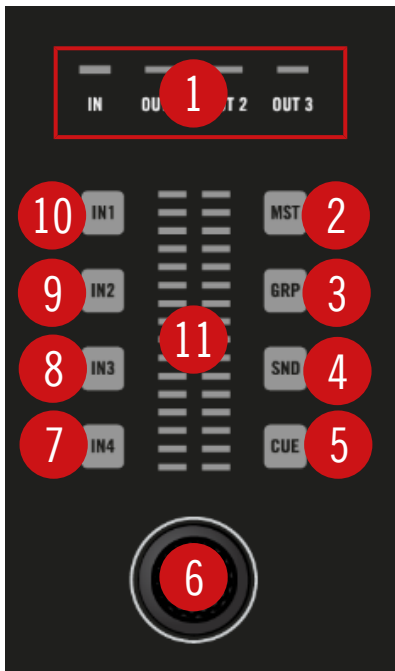 IN 1 OUT 3
10 IN1 MST 2
9 IN2 GRP 3
11
8 IN3 SND 4
7 IN4 CUE 5
6